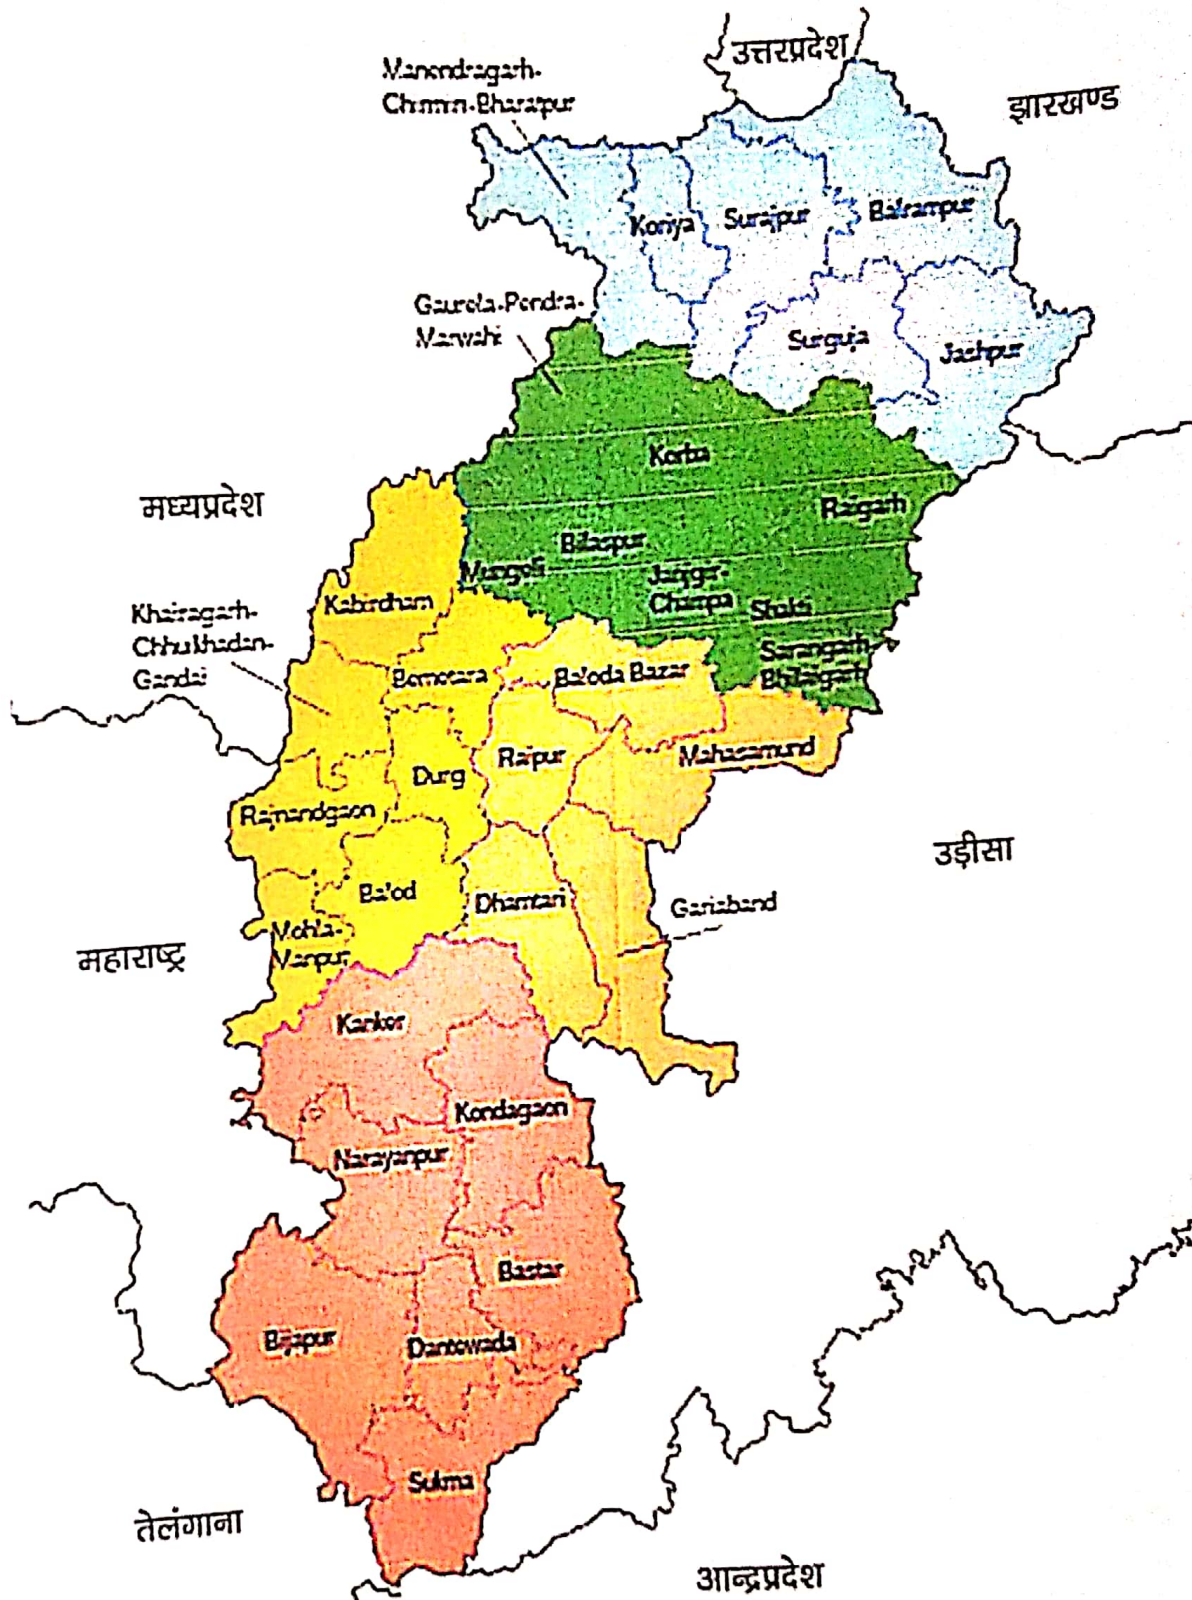 उत्तरप्रदेश
झारखण्ड
Manendragarh-
Chirmiri-Bharatpur
Koriya
Surajpur
Balrampur
Gaurela-Pendra-
Marwahi
Surguja
Jashpur
Korba
मध्यप्रदेश
Raigarh
Bilaspur
Mungeli
Janjgir-
Champa
Shakti
Kabirdham
Khairagarh-
Chhuikhadan-
Gandai
Sarangarh
Bhilaigarh
Bemetara
Baloda Bazar
Raipur
Mahasamund
Durg
Rajnandgaon
उड़ीसा
Balod
Dhamtari
Gariaband
Mohla-
Manpur
महाराष्ट्र
Kanker
Kondagaon
Narayanpur
Bastar
Bijapur
Dantewada
Sukma
तेलंगाना
आन्द्रप्रदेश